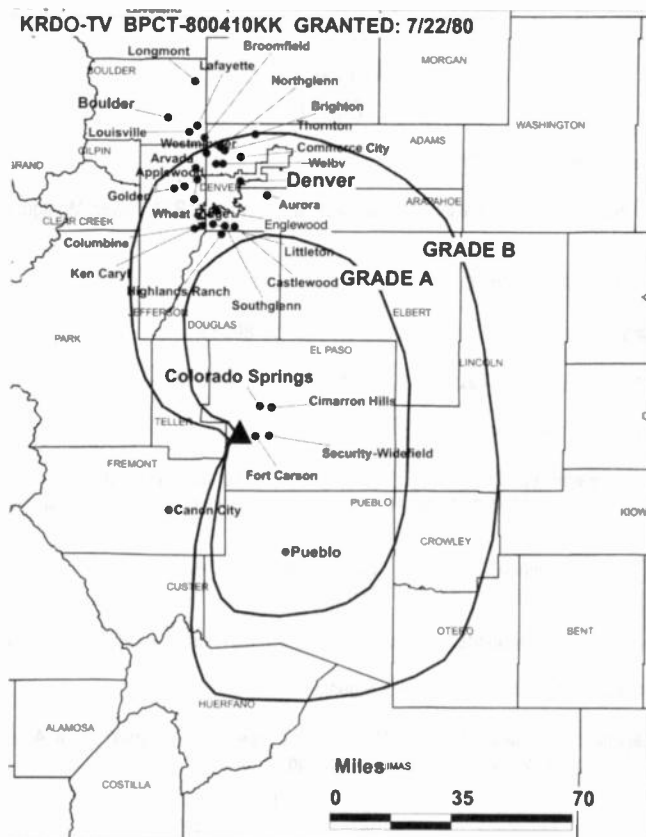 KRDO-TV BPCT-800410KK GRANTED: 7/22/80
Longmont
Broomfield
Lafayette
BOULDER
MORGAN
Northglenn
Boulder
Brighton
Louisville
Thornton
WASHINGTON
Westminster
Commerce City
ADAMS
GILPIN
Arvada
Welby
GRAND
Applewood
DENVER
Denver
Golden
Aurora
ARAPAHOE
Wheat Ridge
CLEAR CREEK
Englewood
Columbine
Littleton
GRADE B
Ken Caryl
Castlewood
GRADE A
Highlands Ranch
Southglenn
JEFFERSON
DOUGLAS
ELBERT
PARK
EL PASO
LINCOLN
Colorado Springs
Cimarron Hills
TELLER
Security-Widefield
FREMONT
Fort Carson
PUEBLO
Canon City
KIOW
CROWLEY
Pueblo
CUSTER
OTERO
BENT
HUERFANO
ALAMOSA
Miles
IMAS
COSTILLA
0 35 70